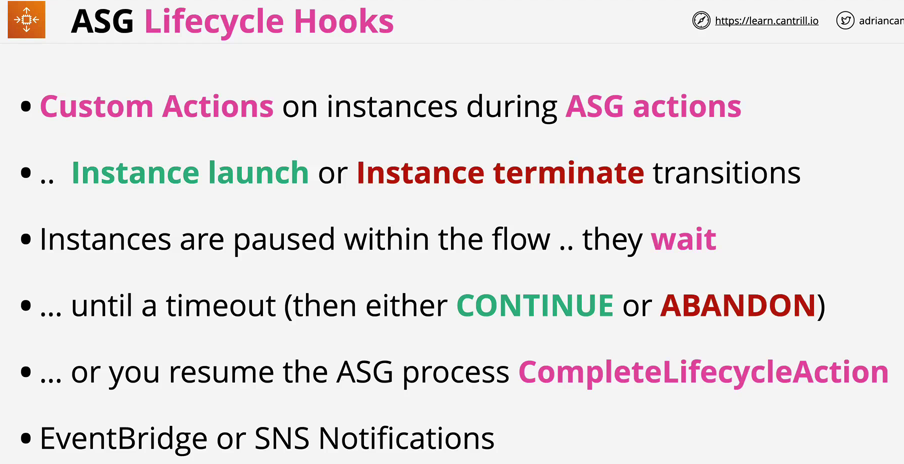 ASG Lifecycle Hooks
https://learn.cantrill.io
• Custom Actions on instances during ASG actions
• .. Instance launch or Instance terminate transitions
• Instances are paused within the flow .. they wait
• ... until a timeout (then either CONTINUE or ABANDON)
• ... or you resume the ASG process CompleteLifecycleAction
• EventBridge or SNS Notifications